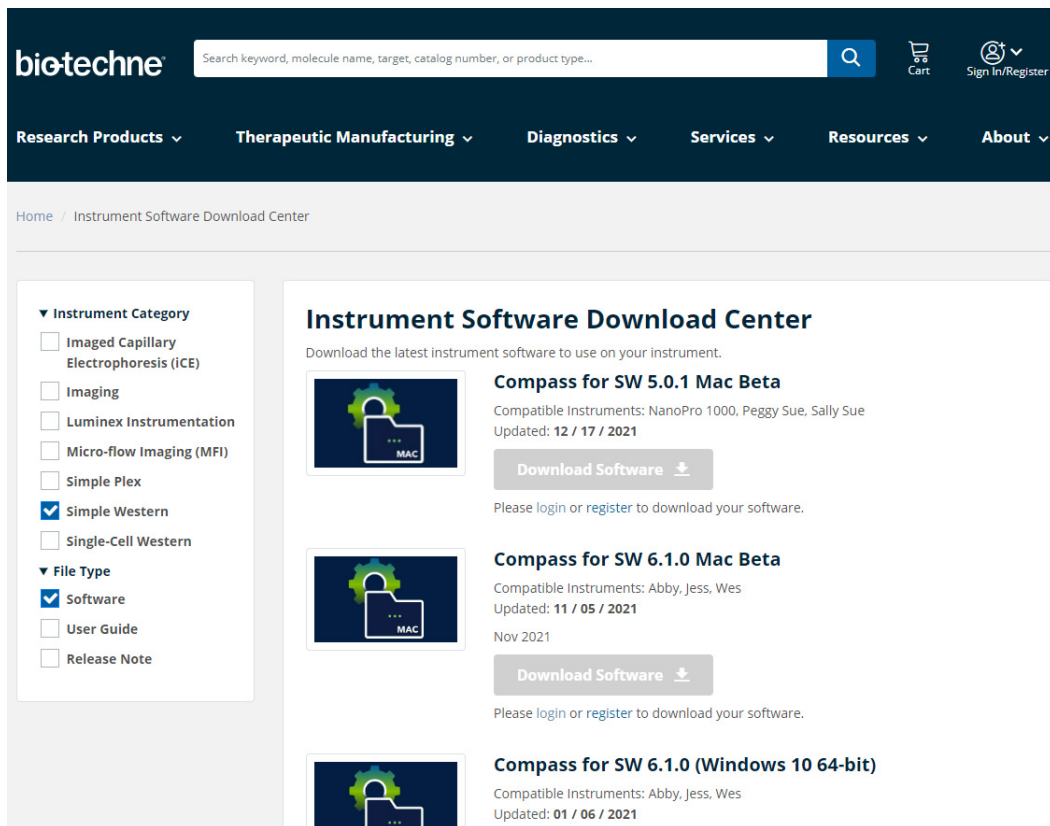 biotechne
Search keyword, molecule name, target, catalog number, or product type...
Cart
Sign In/Register
Research Products
Therapeutic Manufacturing
Diagnostics
Services
Resources
About
Home / Instrument Software Download Center
Instrument Category
Imaged Capillary
Electrophoresis (iCE)
Imaging
Luminex Instrumentation
Micro-flow Imaging (MFI)
Simple Plex
Simple Western
Single-Cell Western
File Type
Software
User Guide
Release Note
Instrument Software Download Center
Download the latest instrument software to use on your instrument.
MAC
Compass for SW 5.0.1 Mac Beta
Compatible Instruments: NanoPro 1000, Peggy Sue, Sally Sue
Updated: 12 / 17 / 2021
Download Software
Please login or register to download your software.
MAC
Compass for SW 6.1.0 Mac Beta
Compatible Instruments: Abby, Jess, Wes
Updated: 11 / 05 / 2021
Nov 2021
Download Software
Please login or register to download your software.
Compass for SW 6.1.0 (Windows 10 64-bit)
Compatible Instruments: Abby, Jess, Wes
Updated: 01 / 06 / 2021